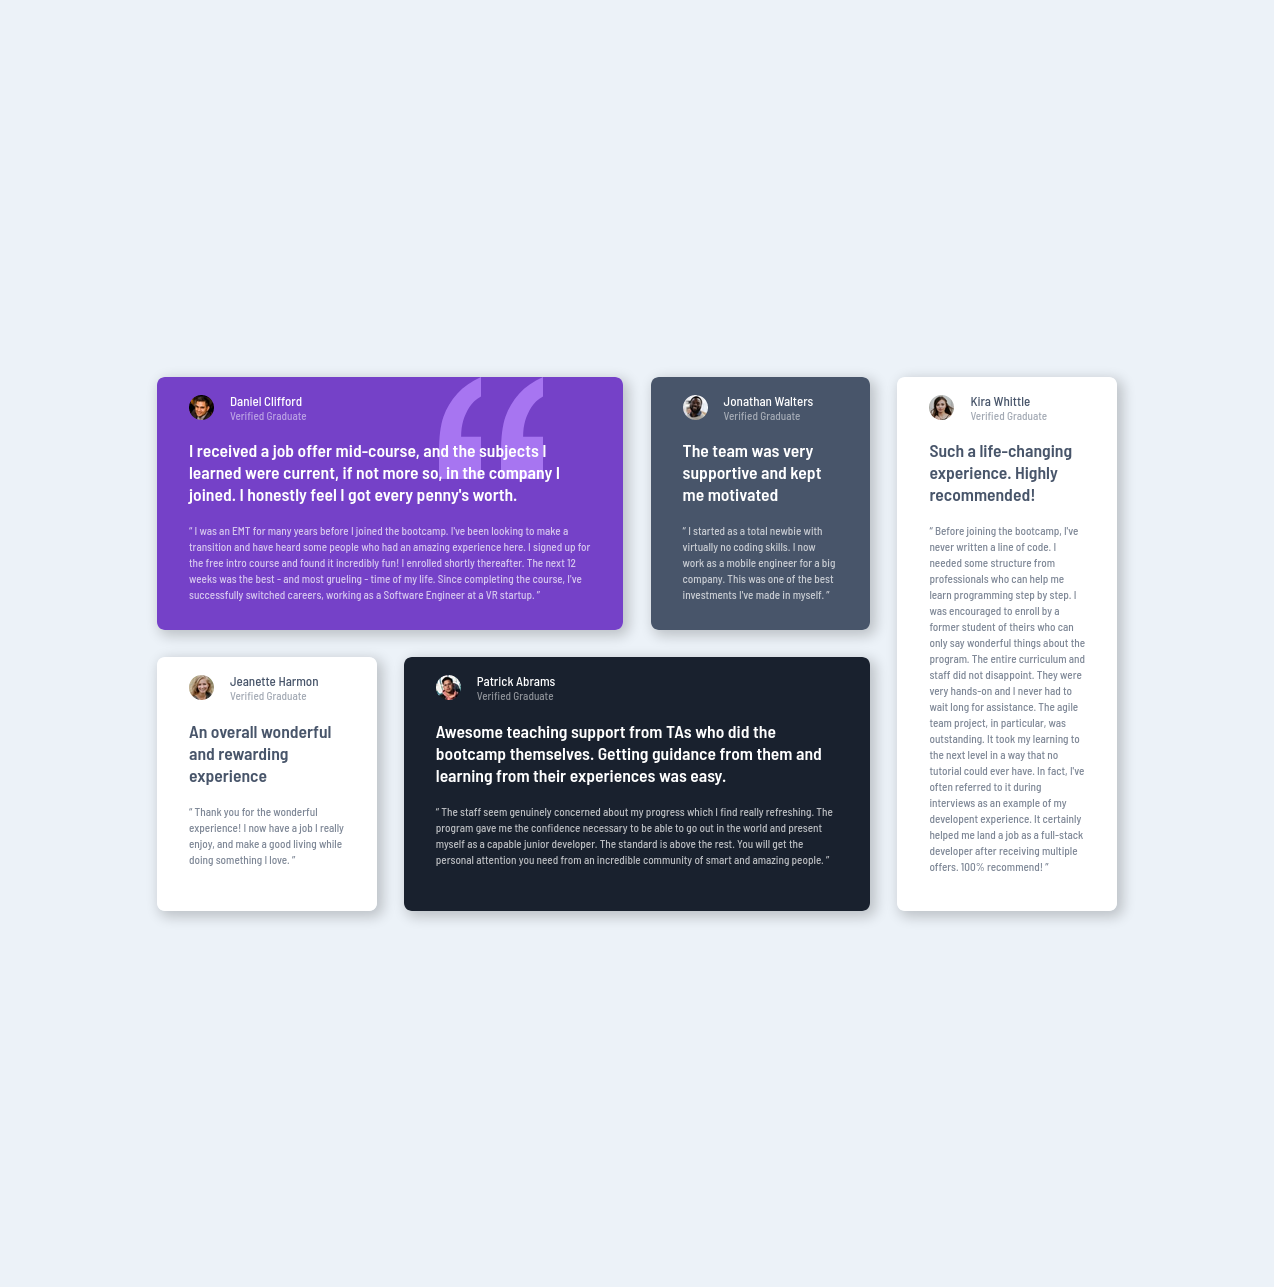 Daniel Clifford
Verified Graduate
I received a job offer mid-course, and the subjects I
learned were current, if not more so, in the company I
joined. I honestly feel I got every penny's worth.
“ I was an EMT for many years before I joined the bootcamp. I've been looking to make a
transition and have heard some people who had an amazing experience here. I signed up for
the free intro course and found it incredibly fun! I enrolled shortly thereafter. The next 12
weeks was the best - and most grueling - time of my life. Since completing the course, I've
successfully switched careers, working as a Software Engineer at a VR startup. ”
Jonathan Walters
Verified Graduate
The team was very
supportive and kept
me motivated
“ I started as a total newbie with
virtually no coding skills. I now
work as a mobile engineer for a big
company. This was one of the best
investments I've made in myself. ”
Kira Whittle
Verified Graduate
Such a life-changing
experience. Highly
recommended!
“ Before joining the bootcamp, I've
never written a line of code. I
needed some structure from
professionals who can help me
learn programming step by step. I
was encouraged to enroll by a
former student of theirs who can
only say wonderful things about the
program. The entire curriculum and
staff did not disappoint. They were
very hands-on and I never had to
wait long for assistance. The agile
team project, in particular, was
outstanding. It took my learning to
the next level in a way that no
tutorial could ever have. In fact, I've
often referred to it during
interviews as an example of my
developent experience. It certainly
helped me land a job as a full-stack
developer after receiving multiple
offers. 100% recommend! ”
Jeanette Harmon
Verified Graduate
An overall wonderful
and rewarding
experience
“ Thank you for the wonderful
experience! I now have a job I really
enjoy, and make a good living while
doing something I love. ”
Patrick Abrams
Verified Graduate
Awesome teaching support from TAs who did the
bootcamp themselves. Getting guidance from them and
learning from their experiences was easy.
“ The staff seem genuinely concerned about my progress which I find really refreshing. The
program gave me the confidence necessary to be able to go out in the world and present
myself as a capable junior developer. The standard is above the rest. You will get the
personal attention you need from an incredible community of smart and amazing people. ”